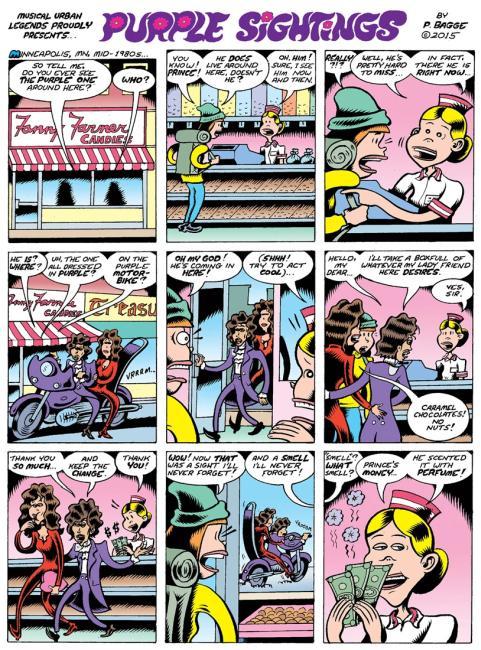 MUSICAL URBAN
LEGENDS PROUDLY
PRESENTS...
PURPLE SIGHTINGS
BY
P. BAGGE
©2015
MINNEAPOLIS, MN, MID-1980s...
SO TELL ME,
DO YOU EVER SEE
THE "PURPLE ONE"
AROUND HERE?
WHO?
Fanny Farmer
CANDIES
YOU
KNOW!
PRINCE!
HE DOES
LIVE AROUND
HERE, DOESN'T
HE?
OH, HIM!
SURE, I SEE
HIM NOW
AND THEN.
REALLY
?!?
WELL, HE'S
PRETTY HARD
TO MISS...
IN FACT,
THERE HE IS
RIGHT NOW...
HE IS?
WHERE?
UH, THE ONE
ALL DRESSED
IN PURPLE?
ON THE
PURPLE
MOTOR-
BIKE?
Fanny Farme
CANDIES
Treasu
VRRRM...
OH MY GOD!
HE'S COMING IN
HERE!
(SHHH!
TRY TO ACT
COOL)...
HELLO,
MY
DEAR...
I'LL TAKE A BOXFULL OF
WHATEVER MY LADY FRIEND
HERE DESIRES.
YES,
SIR.
CARAMEL
CHOCOLATES!
NO
NUTS!
THANK YOU
SO MUCH...
AND
KEEP THE
CHANGE.
THANK
YOU!
$ $
WOW! NOW THAT
WAS A SIGHT I'LL
NEVER FORGET!
AND A SMELL
I'LL NEVER
FORGET!
"SMELL"?
WHAT
SMELL?
PRINCE'S
MONEY...
HE SCENTED
IT WITH
PERFUME!